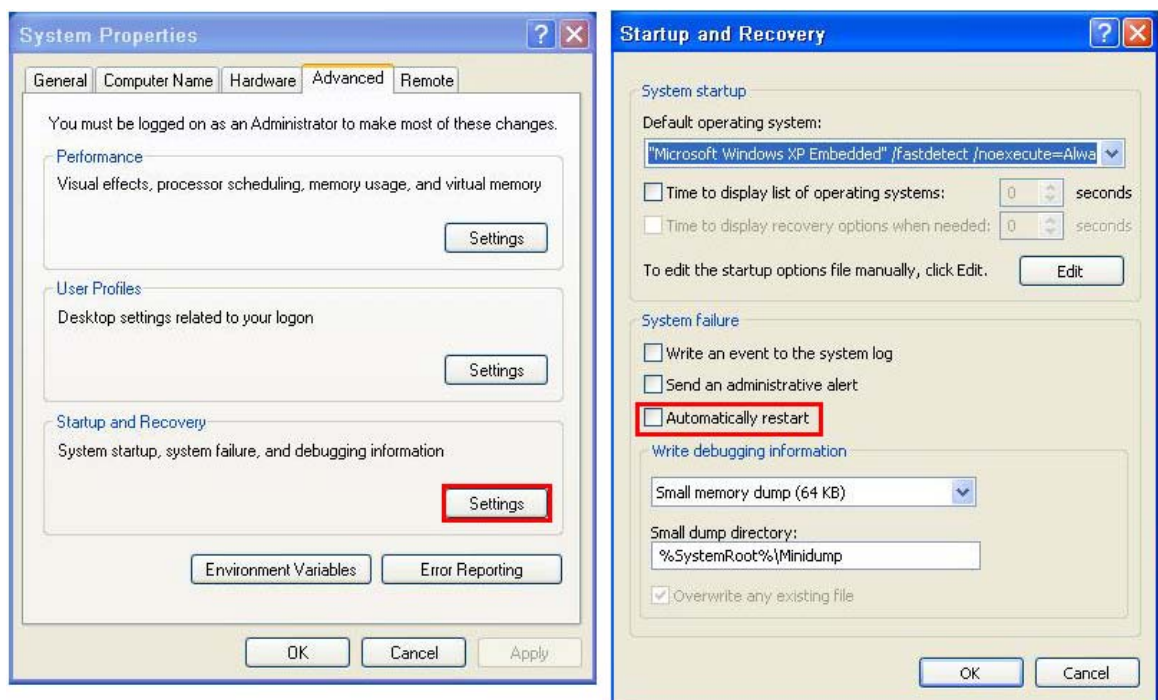 System Properties
General
Computer Name
Hardware
Advanced
Remote
You must be logged on as an Administrator to make most of these changes.
Performance
Visual effects, processor scheduling, memory usage, and virtual memory
Settings
User Profiles
Desktop settings related to your logon
Settings
Startup and Recovery
System startup, system failure, and debugging information
Settings
Environment Variables
Error Reporting
OK
Cancel
Apply
Startup and Recovery
System startup
Default operating system:
"Microsoft Windows XP Embedded" /fastdetect /noexecute=Alwa
Time to display list of operating systems: 0 seconds
Time to display recovery options when needed: 0 seconds
To edit the startup options file manually, click Edit. Edit
System failure
Write an event to the system log
Send an administrative alert
Automatically restart
Write debugging information
Small memory dump (64 KB)
Small dump directory:
%SystemRoot%\Minidump
Overwrite any existing file
OK
Cancel